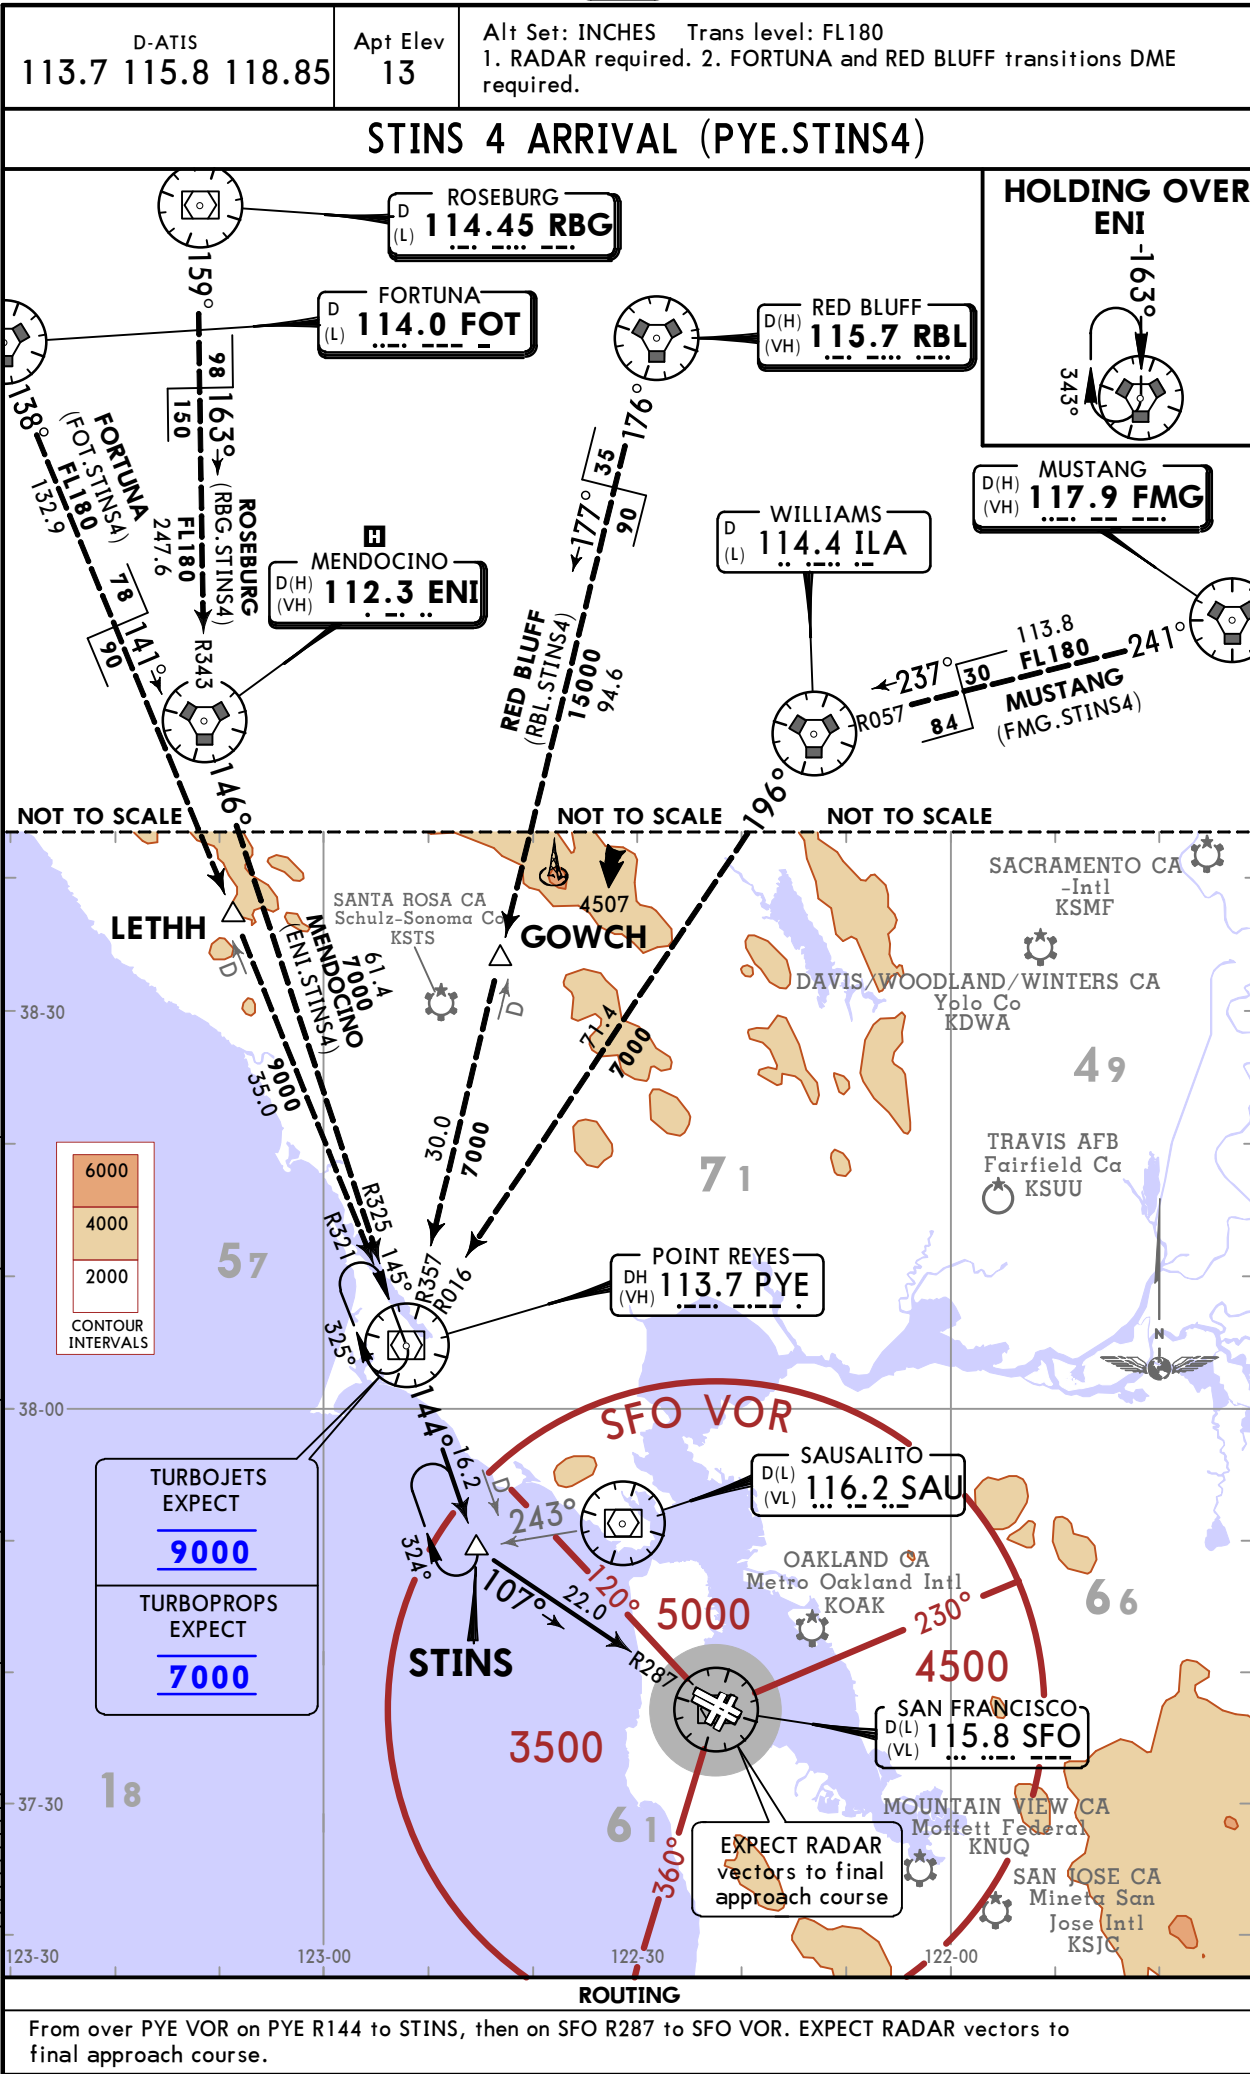 D-ATIS
113.7 115.8 118.85
Apt Elev
13
Alt Set: INCHES Trans level: FL180
1. RADAR required. 2. FORTUNA and RED BLUFF transitions DME
required.
STINS 4 ARRIVAL (PYE.STINS4)
HOLDING OVER
ENI
163°
343°
ROSEBURG
D
(L)
114.45 RBG
159°
98
150
163°
ROSEBURG
(RBG.STINS4)
FL180
247.6
R343
FORTUNA
D
(L)
114.0 FOT
138°
FORTUNA
(FOT.STINS4)
FL180
132.9
78
90
141°
RED BLUFF
D(H)
(VH)
115.7 RBL
176°
35
90
177°
RED BLUFF
(RBL.STINS4)
15000
94.6
MUSTANG
D(H)
(VH)
117.9 FMG
241°
113.8
FL180
MUSTANG
(FMG.STINS4)
30
84
237°
R057
WILLIAMS
D
(L)
114.4 ILA
196°
H
MENDOCINO
D(H)
(VH)
112.3 ENI
146°
NOT TO SCALE
NOT TO SCALE
NOT TO SCALE
LETHH
D
MENDOCINO
(ENI.STINS4)
7000
61.4
9000
35.0
SANTA ROSA CA
Schulz-Sonoma Co
KSTS
4507
GOWCH
D
SACRAMENTO CA
-Intl
KSMF
DAVIS/WOODLAND/WINTERS CA
Yolo Co
KDWA
38-30
71.4
7000
30.0
7000
49
71
57
TRAVIS AFB
Fairfield Ca
KSUU
6000
4000
2000
CONTOUR
INTERVALS
R321
R325
145°
R357
R016
325°
POINT REYES
DH
(VH)
113.7 PYE
N
38-00
144°
16.2
SFO VOR
TURBOJETS
EXPECT
9000
TURBOPROPS
EXPECT
7000
SAUSALITO
D(L)
(VL)
116.2 SAU
D
243°
324°
107°
22.0
120°
R287
STINS
OAKLAND CA
Metro Oakland Intl
KOAK
230°
66
5000
4500
3500
SAN FRANCISCO
D(L)
(VL)
115.8 SFO
18
37-30
61
360°
EXPECT RADAR
vectors to final
approach course
MOUNTAIN VIEW CA
Moffett Federal
KNUQ
SAN JOSE CA
Mineta San
Jose Intl
KSJC
123-30
123-00
122-30
122-00
ROUTING
From over PYE VOR on PYE R144 to STINS, then on SFO R287 to SFO VOR. EXPECT RADAR vectors to
final approach course.